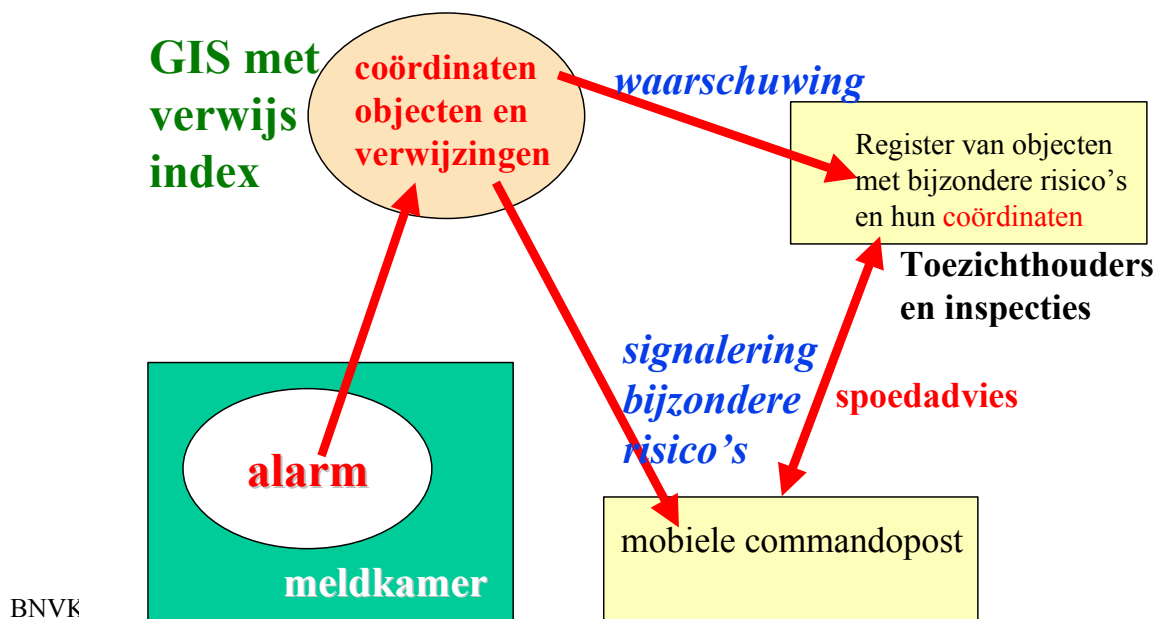 GIS met
verwijs
index
coördinaten
objecten en
verwijzingen
waarschuwing
Register van objecten
met bijzondere risico’s
en hun coördinaten
Toezichthouders
en inspecties
signalering
bijzondere
risico’s
spoedadvies
alarm
meldkamer
mobiele commandopost